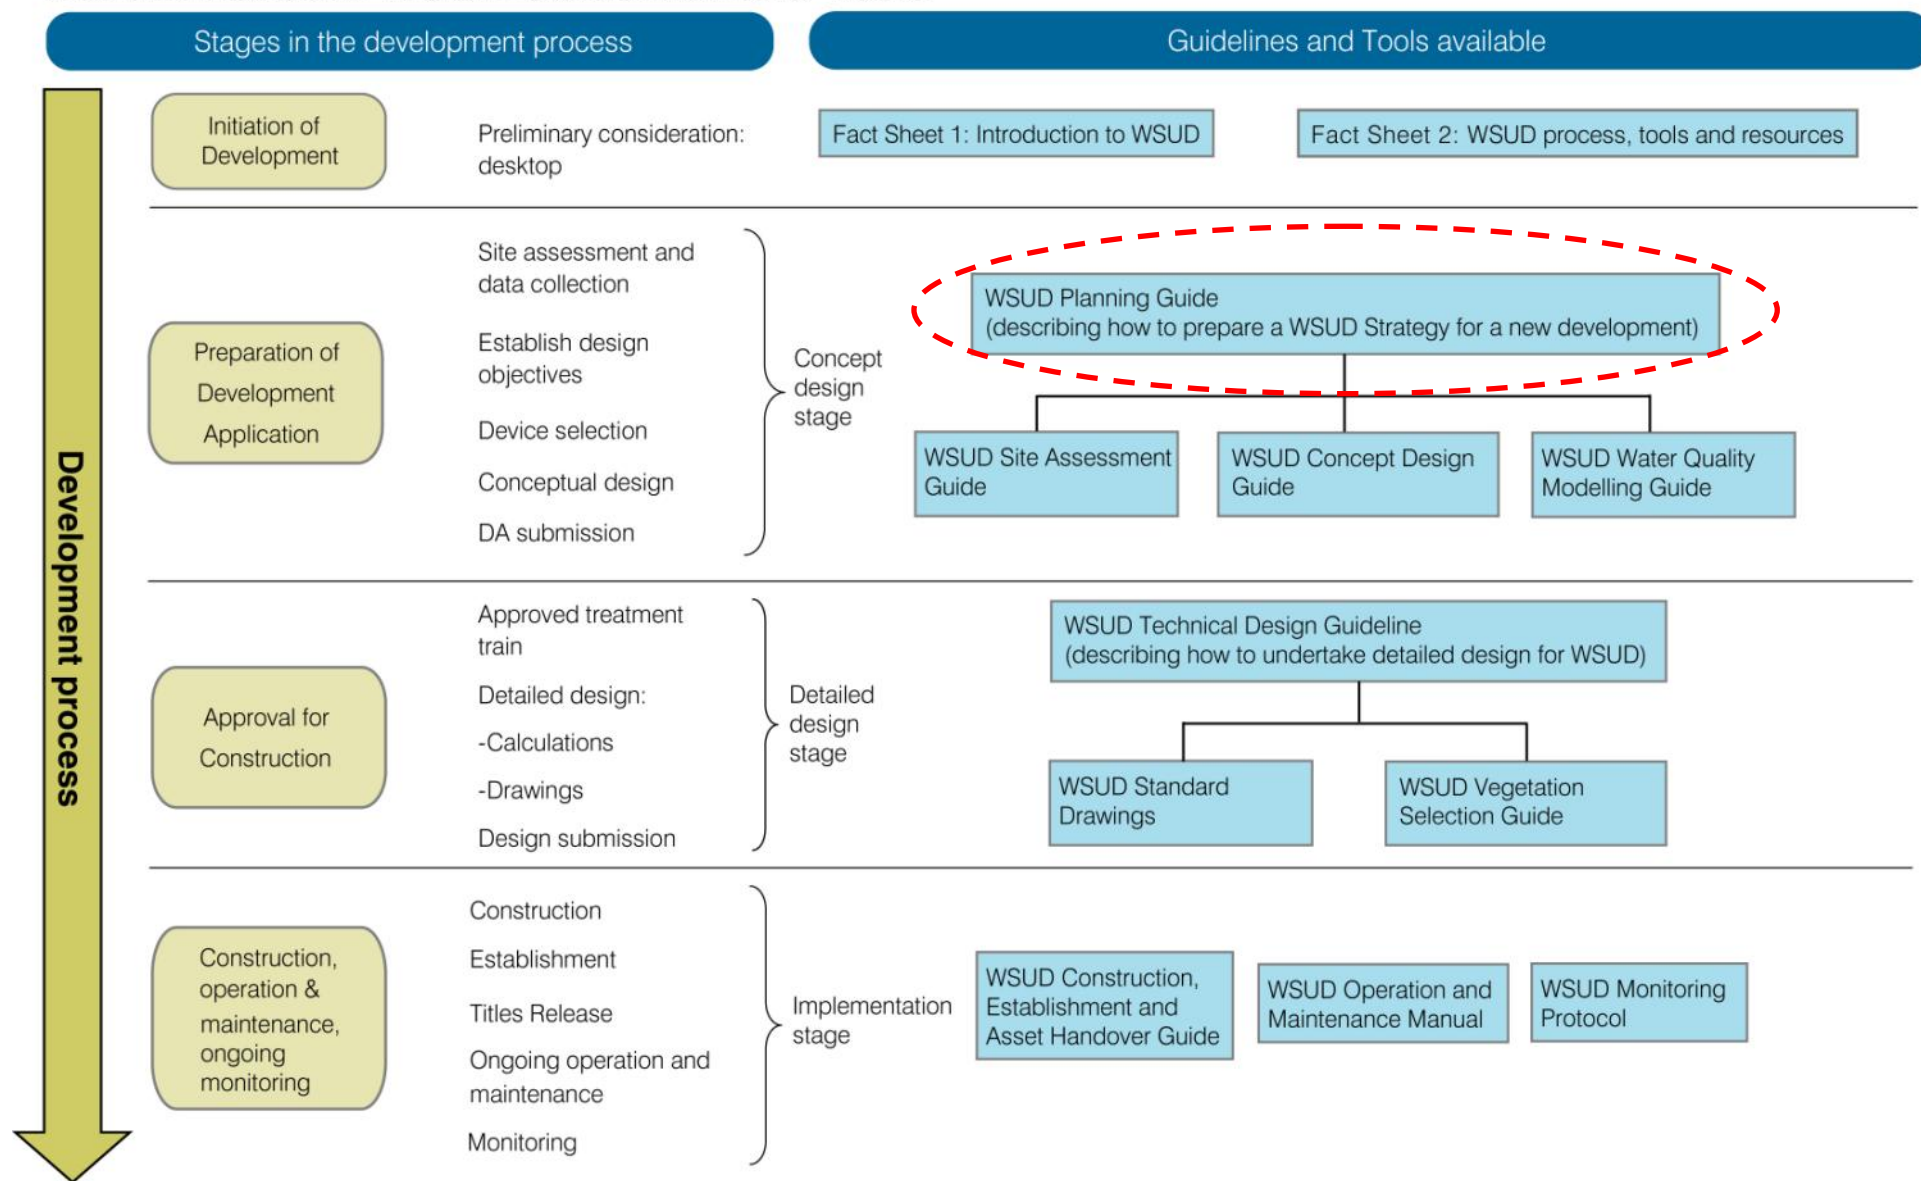 Stages in the development process
Guidelines and Tools available
Development process
Initiation of
Development
Preliminary consideration:
desktop
Fact Sheet 1: Introduction to WSUD
Fact Sheet 2: WSUD process, tools and resources
Preparation of
Development
Application
Site assessment and
data collection
Establish design
objectives
Device selection
Conceptual design
DA submission
Concept
design
stage
WSUD Planning Guide
(describing how to prepare a WSUD Strategy for a new development)
WSUD Site Assessment
Guide
WSUD Concept Design
Guide
WSUD Water Quality
Modelling Guide
Approval for
Construction
Approved treatment
train
Detailed design:
-Calculations
-Drawings
Design submission
Detailed
design
stage
WSUD Technical Design Guideline
(describing how to undertake detailed design for WSUD)
WSUD Standard
Drawings
WSUD Vegetation
Selection Guide
Construction,
operation &
maintenance,
ongoing
monitoring
Construction
Establishment
Titles Release
Ongoing operation and
maintenance
Monitoring
Implementation
stage
WSUD Construction,
Establishment and
Asset Handover Guide
WSUD Operation and
Maintenance Manual
WSUD Monitoring
Protocol